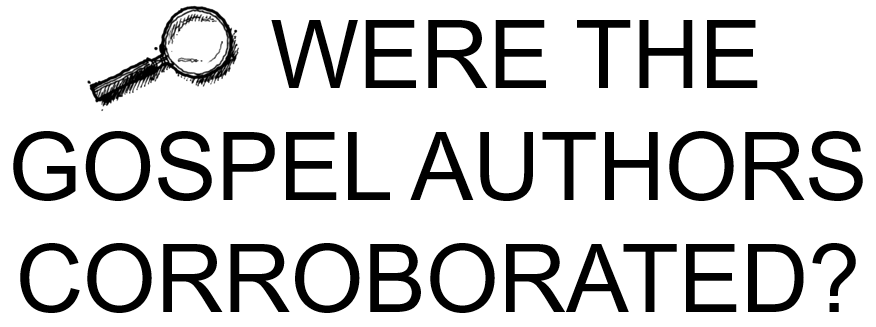 WERE THE
GOSPEL AUTHORS
CORROBORATED?